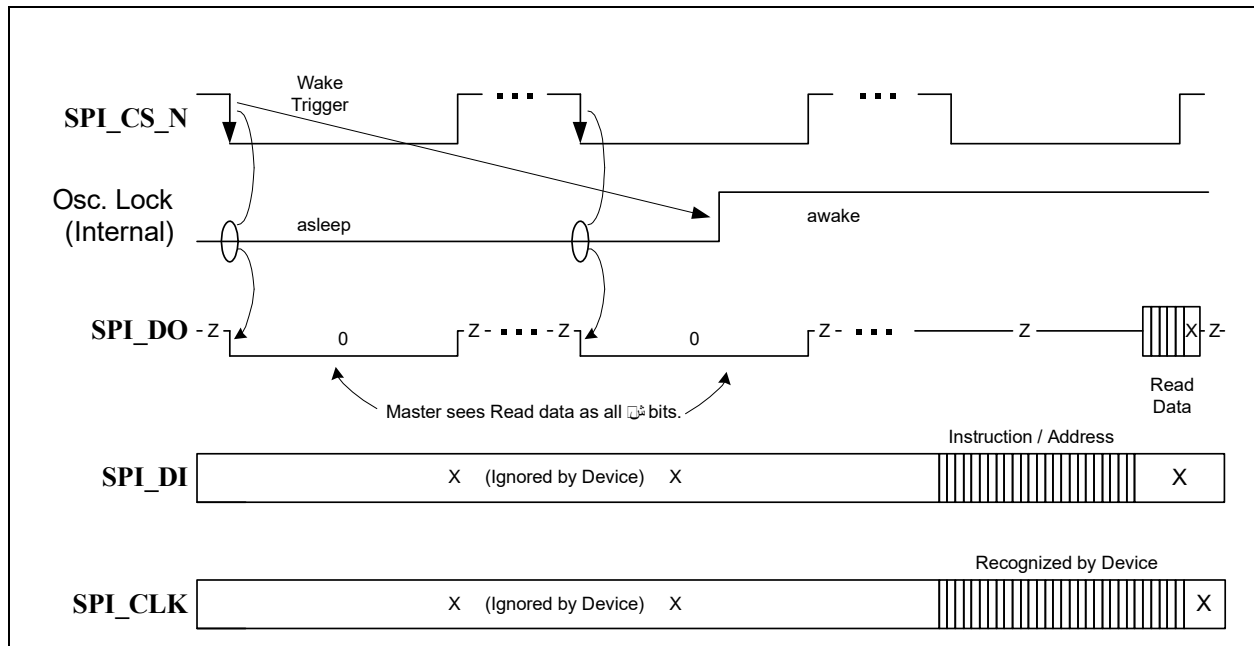 Wake
Trigger
SPI_CS_N
Osc. Lock
(Internal)
asleep
awake
SPI_DO
Z
0
Z
Z
0
Z
Z
X
Z
Master sees Read data as all bits.
Read
Data
Instruction / Address
SPI_DI
X (Ignored by Device) X
X
Recognized by Device
SPI_CLK
X (Ignored by Device) X
X